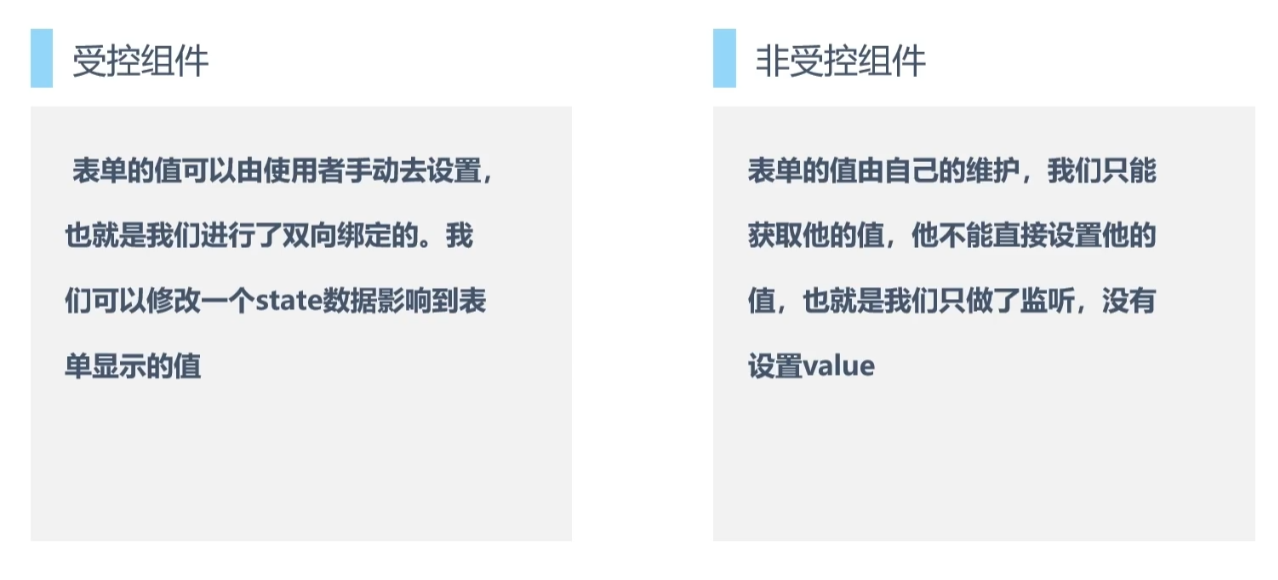 受控组件
表单的值可以由使用者手动去设置，
也就是我们进行了双向绑定的。我
们可以修改一个state数据影响到表
单显示的值
非受控组件
表单的值由自己的维护，我们只能
获取他的值，他不能直接设置他的
值，也就是我们只做了监听，没有
设置value